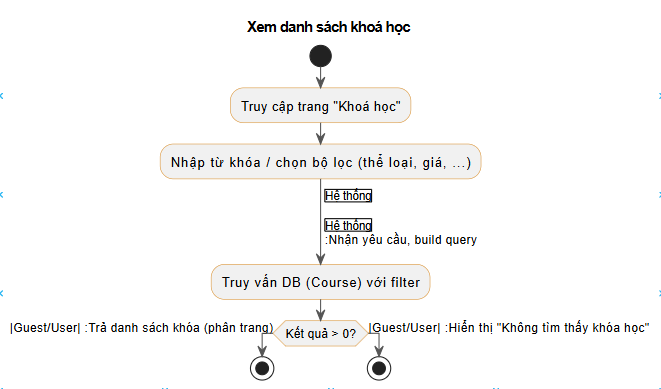 Xem danh sách khoá học
Truy cập trang "Khoá học"
Nhập từ khóa / chọn bộ lọc (thể loại, giá, ...)
Hệ thống
Hệ thống
:Nhận yêu cầu, build query
Truy vấn DB (Course) với filter
|Guest/User| :Trả danh sách khóa (phân trang)
Kết quả > 0?
|Guest/User| :Hiển thị "Không tìm thấy khóa học"